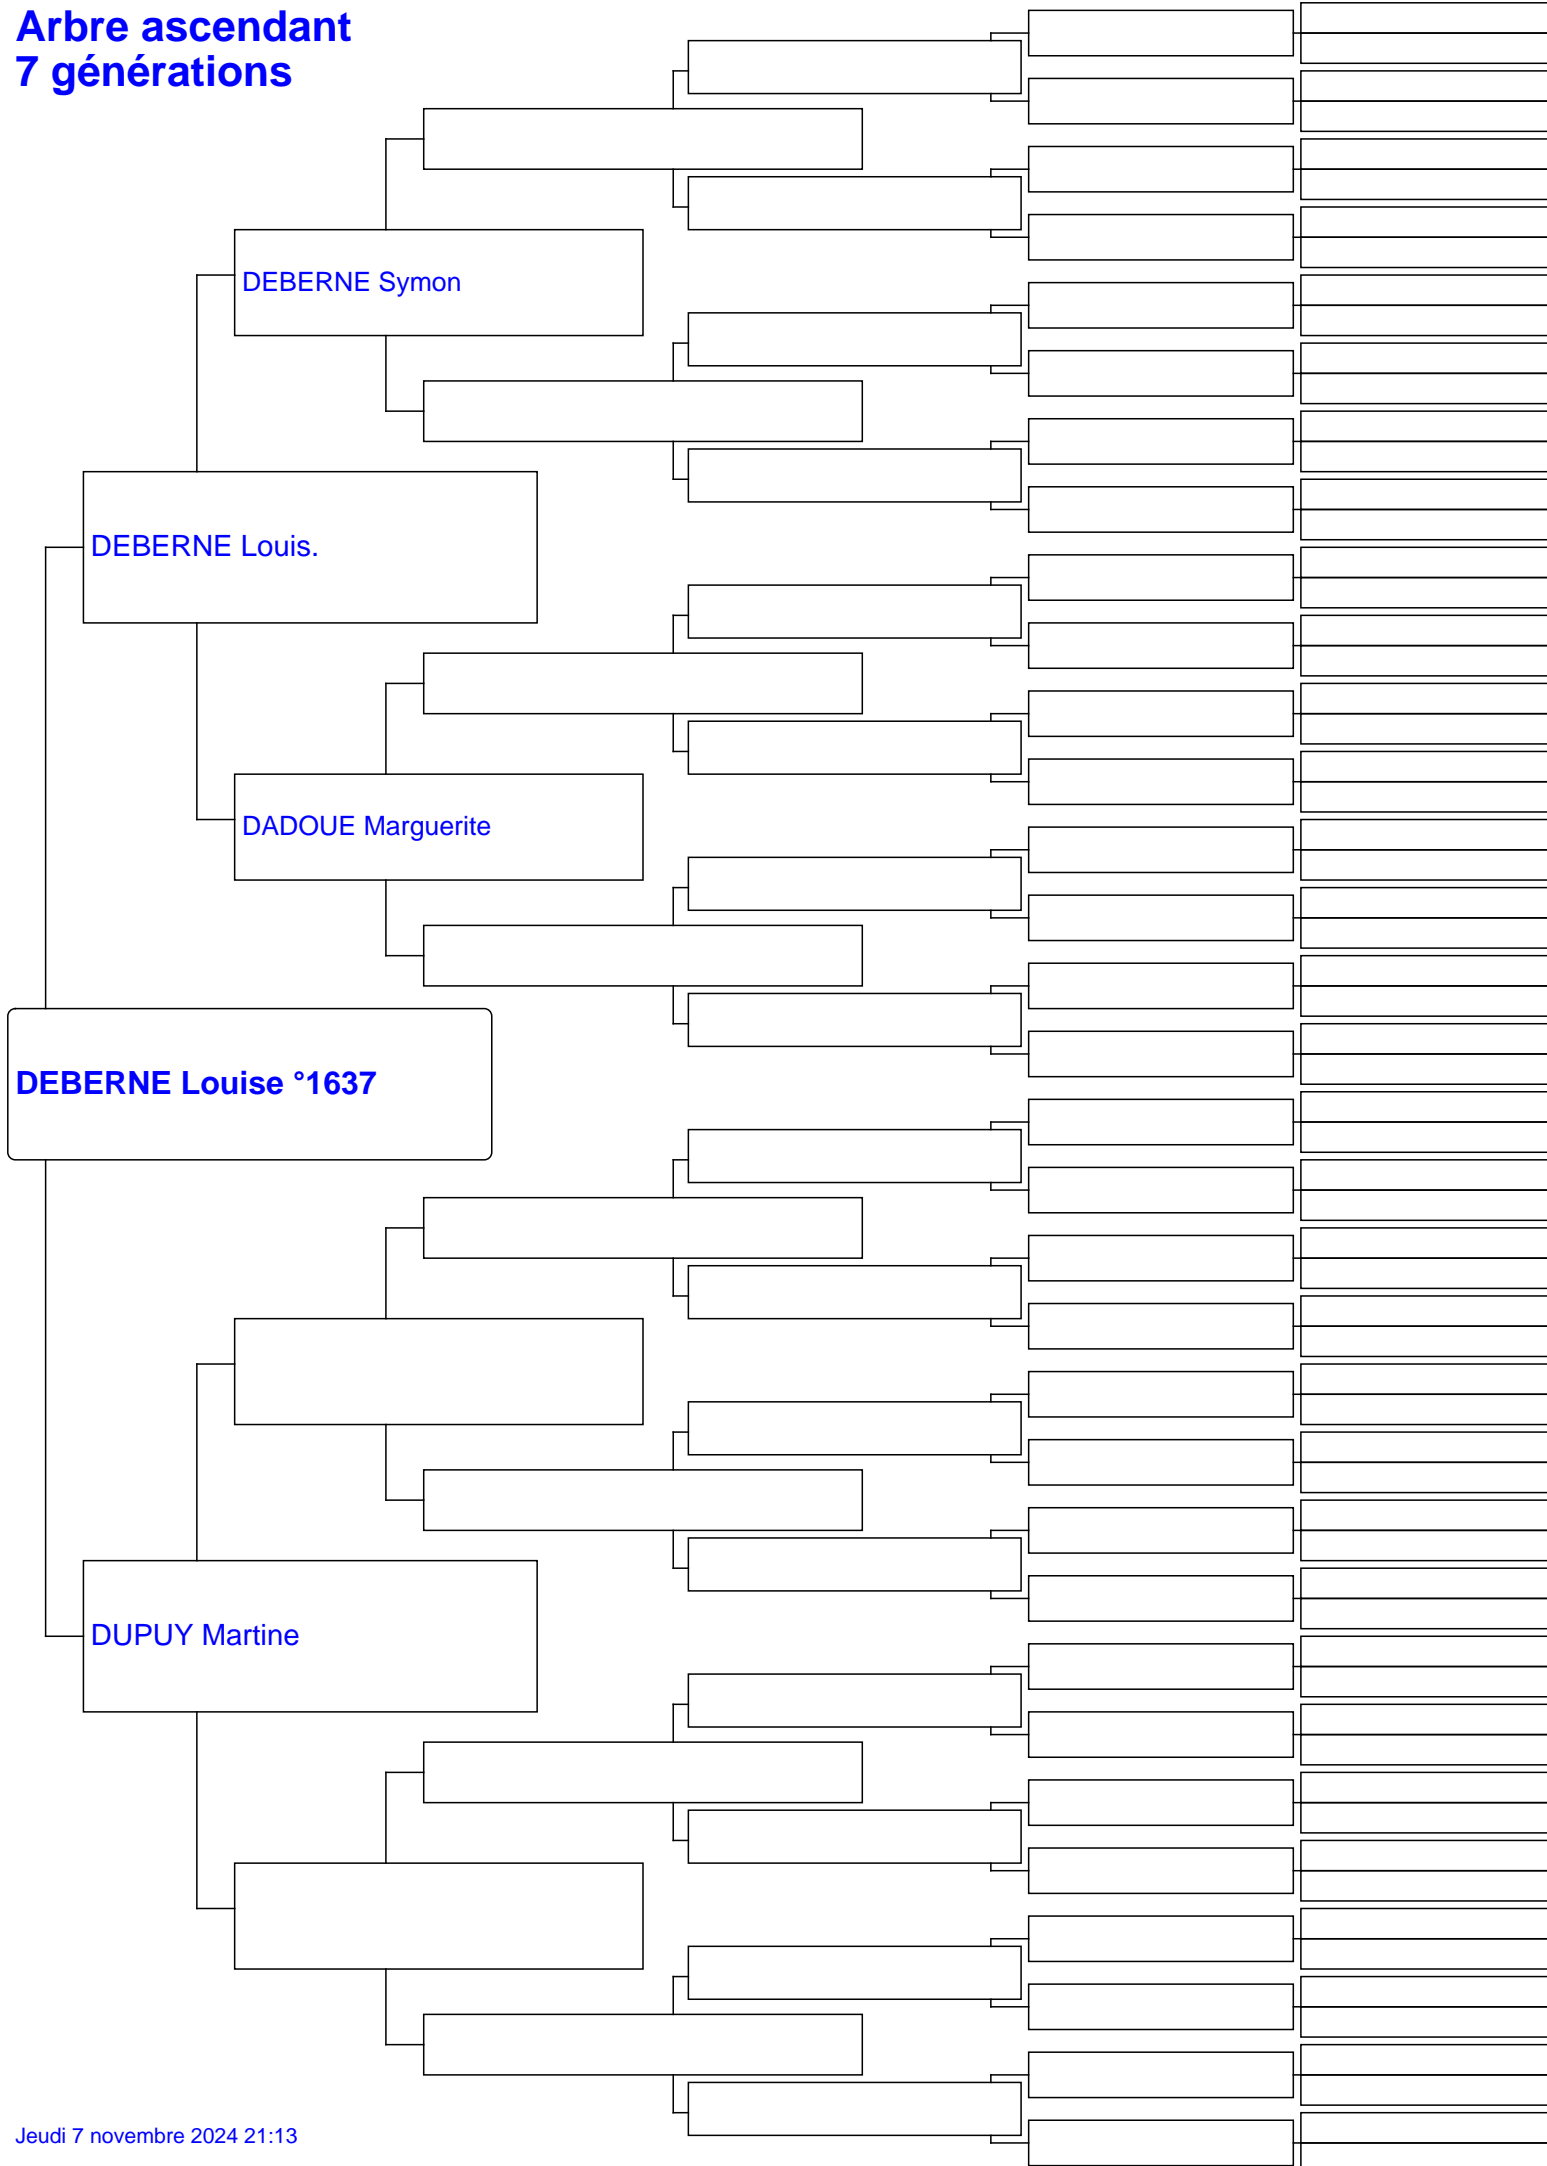 Arbre ascendant
7 générations
DEBERNE Symon
DEBERNE Louis.
DADOUE Marguerite
DEBERNE Louise °1637
DUPUY Martine
Jeudi 7 novembre 2024 21:13